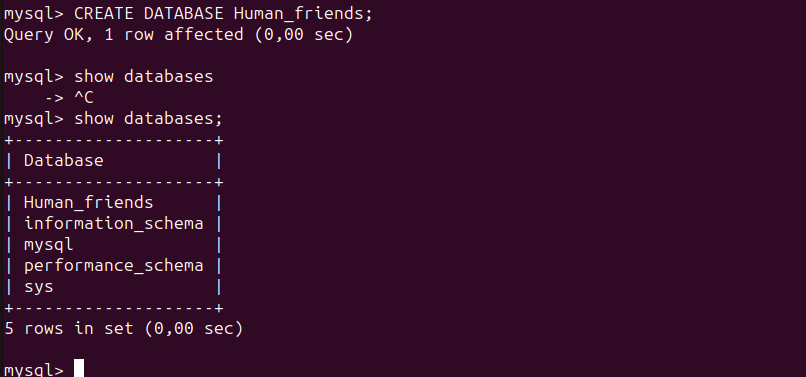 mysql> CREATE DATABASE Human_friends;
Query OK, 1 row affected (0,00 sec)

mysql> show databases
    -> ^C
mysql> show databases;
+--------------------+
| Database           |
+--------------------+
| Human_friends      |
| information_schema |
| mysql              |
| performance_schema |
| sys                |
+--------------------+
5 rows in set (0,00 sec)

mysql>